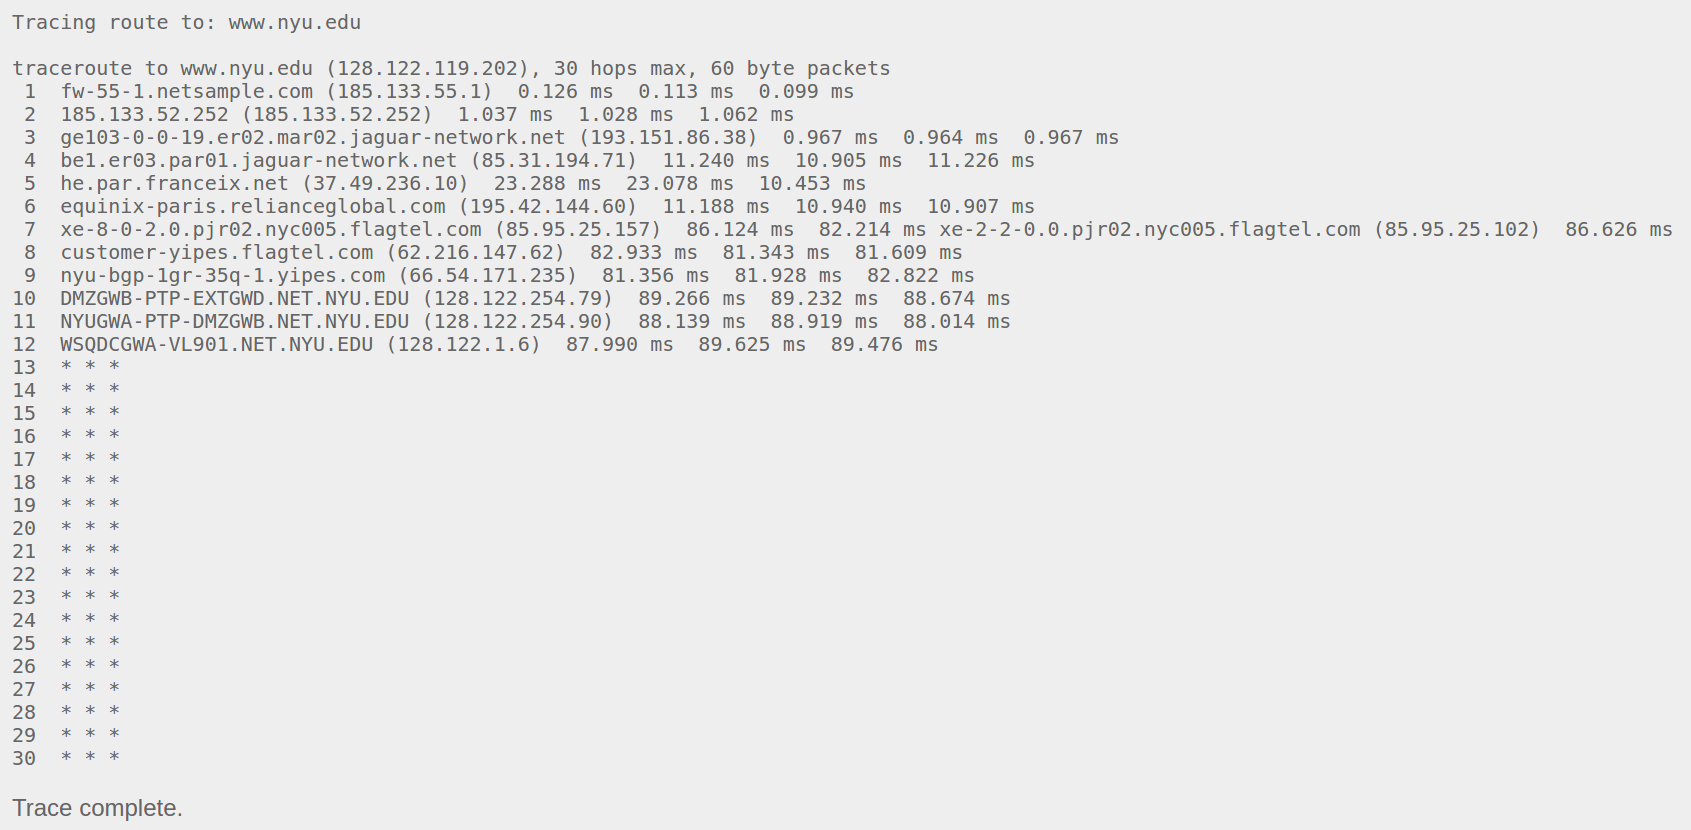 Tracing route to: www.nyu.edu
traceroute to www.nyu.edu (128.122.119.202), 30 hops max, 60 byte packets
1 fw-55-1.netsample.com (185.133.55.1) 0.126 ms 0.113 ms 0.099 ms
2 185.133.52.252 (185.133.52.252) 1.037 ms 1.028 ms 1.062 ms
3 ge103-0-0-19.er02.mar02.jaguar-network.net (193.151.86.38) 0.967 ms 0.964 ms 0.967 ms
4 be1.er03.par01.jaguar-network.net (85.31.194.71) 11.240 ms 10.905 ms 11.226 ms
5 he.par.franceix.net (37.49.236.10) 23.288 ms 23.078 ms 10.453 ms
6 equinix-paris.relianceglobal.com (195.42.144.60) 11.188 ms 10.940 ms 10.907 ms
7 xe-8-0-2.0.pjr02.nyc005.flagtel.com (85.95.25.157) 86.124 ms 82.214 ms xe-2-2-0.0.pjr02.nyc005.flagtel.com (85.95.25.102) 86.626 ms
8 customer-yipes.flagtel.com (62.216.147.62) 82.933 ms 81.343 ms 81.609 ms
9 nyu-bgp-1gr-35q-1.yipes.com (66.54.171.235) 81.356 ms 81.928 ms 82.822 ms
10 DMZGWB-PTP-EXTGWD.NET.NYU.EDU (128.122.254.79) 89.266 ms 89.232 ms 88.674 ms
11 NYUGWA-PTP-DMZGWB.NET.NYU.EDU (128.122.254.90) 88.139 ms 88.919 ms 88.014 ms
12 WSQDCGWA-VL901.NET.NYU.EDU (128.122.1.6) 87.990 ms 89.625 ms 89.476 ms
13 * * *
14 * * *
15 * * *
16 * * *
17 * * *
18 * * *
19 * * *
20 * * *
21 * * *
22 * * *
23 * * *
24 * * *
25 * * *
26 * * *
27 * * *
28 * * *
29 * * *
30 * * *
Trace complete.